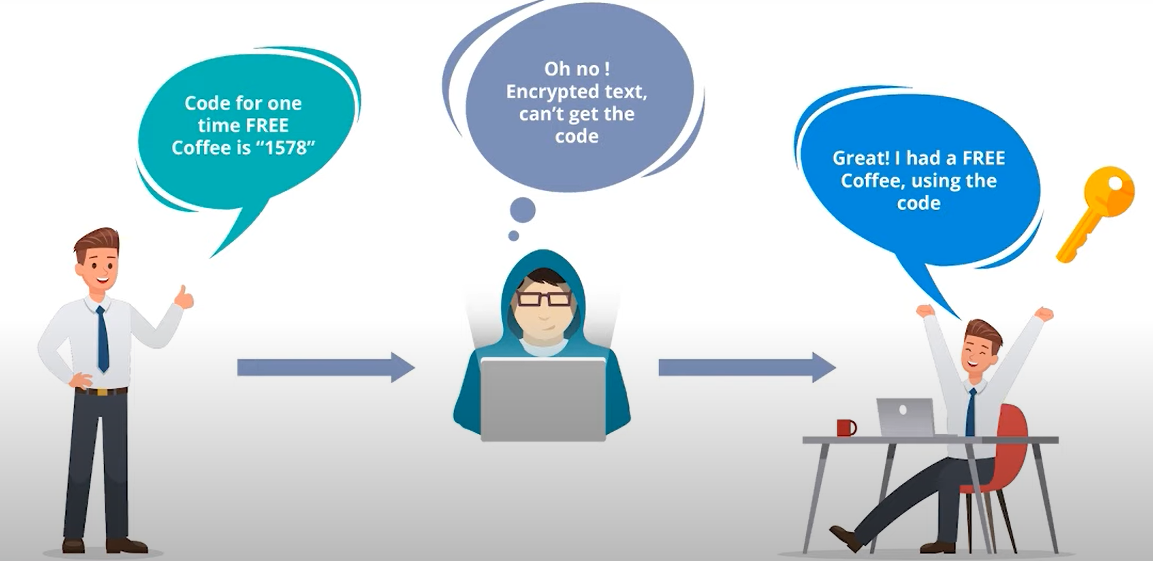 Code for one
time FREE
Coffee is “1578”
Oh no !
Encrypted text,
can’t get the
code
Great! I had a FREE
Coffee, using the
code